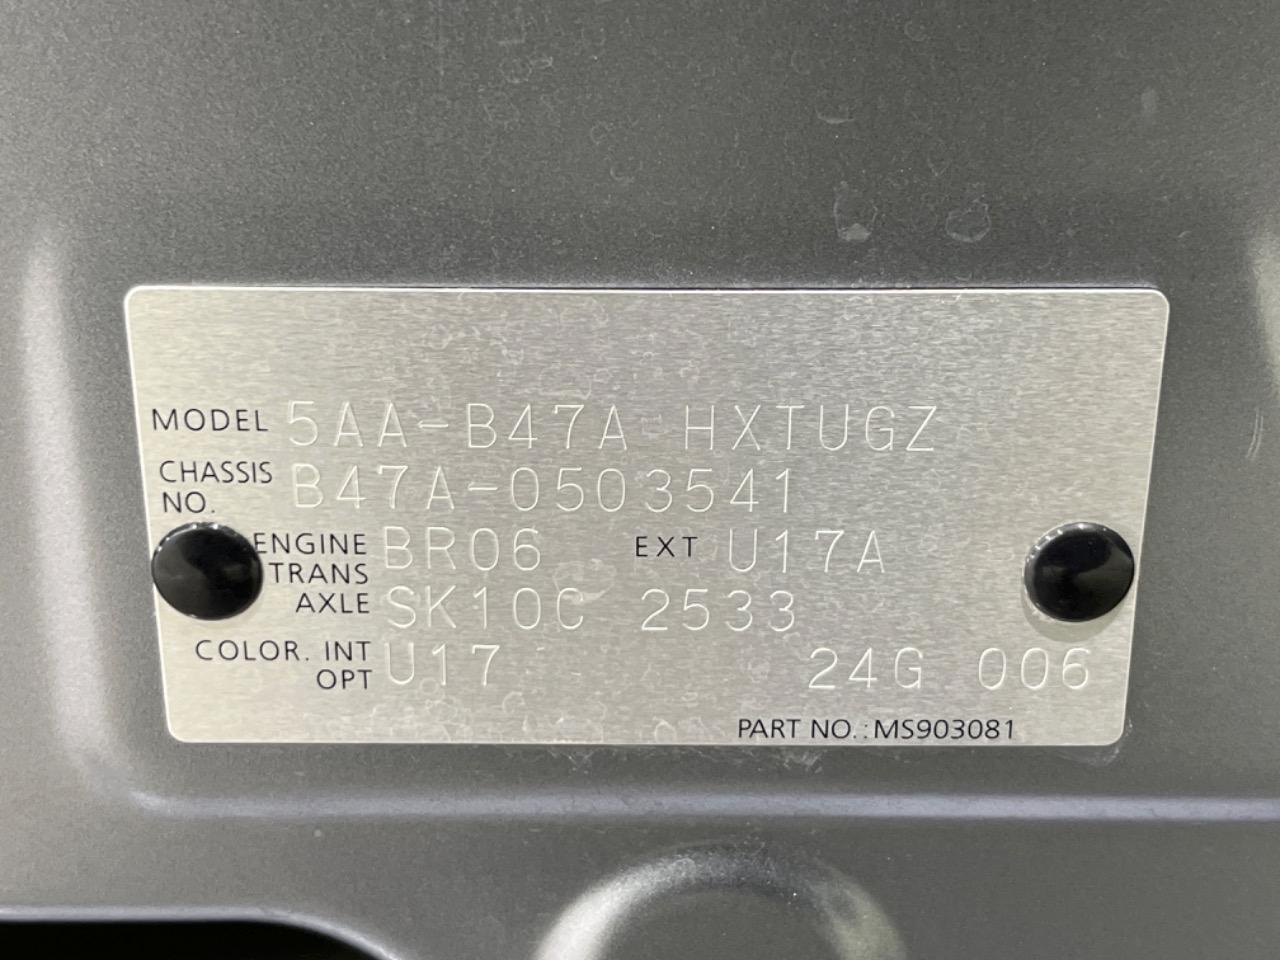 MODEL 5AA-B47A HXTUGZ
CHASSIS NO. B47A-0503541
ENGINE BR06 EXT U17A
TRANS
AXLE SK10C 2533
COLOR. INT
OPT U17 24G 006
PART NO.: MS903081